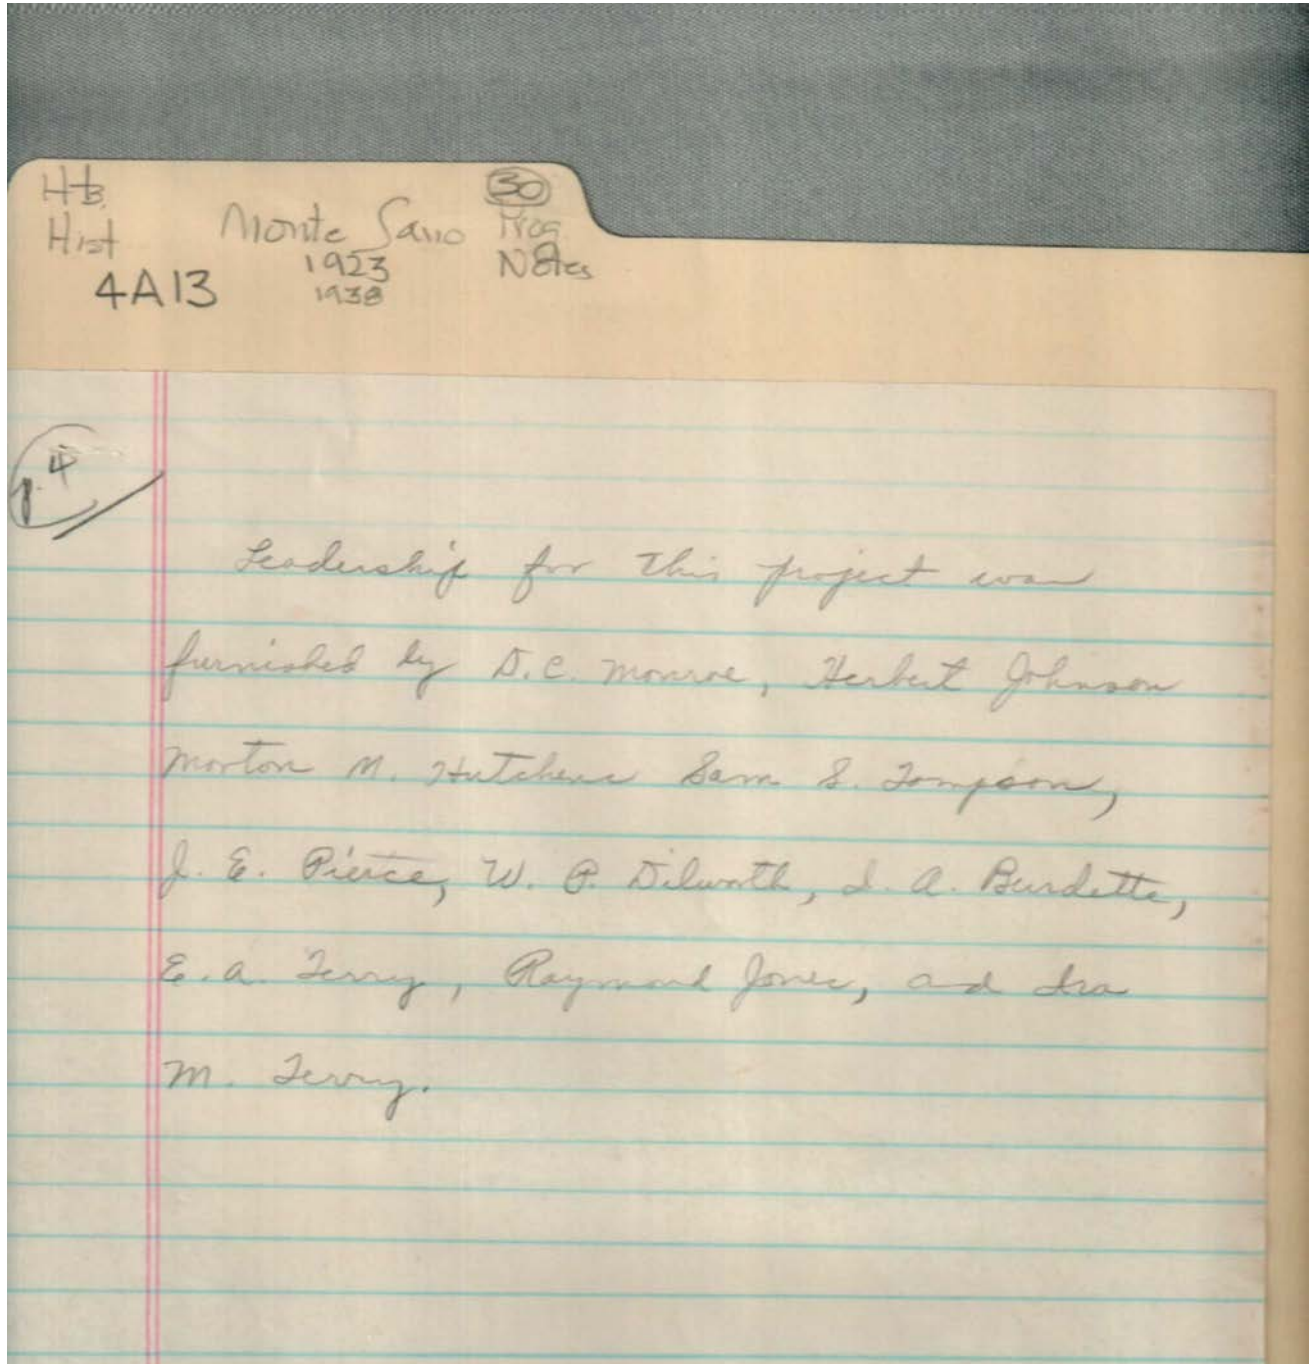 Htb.
Hist
4A13
Monte Sano
1923
1938
30
Prog
Notes
p. 4
Leadership for this project was
furnished by D.C. Monroe, Herbert Johnson
Morton M. Hutchens Sam S. Tompson,
J. E. Pierce, W. P. Dilworth, I. A. Burdette,
E. A. Terry, Raymond Jones, and Ira
M. Terry.